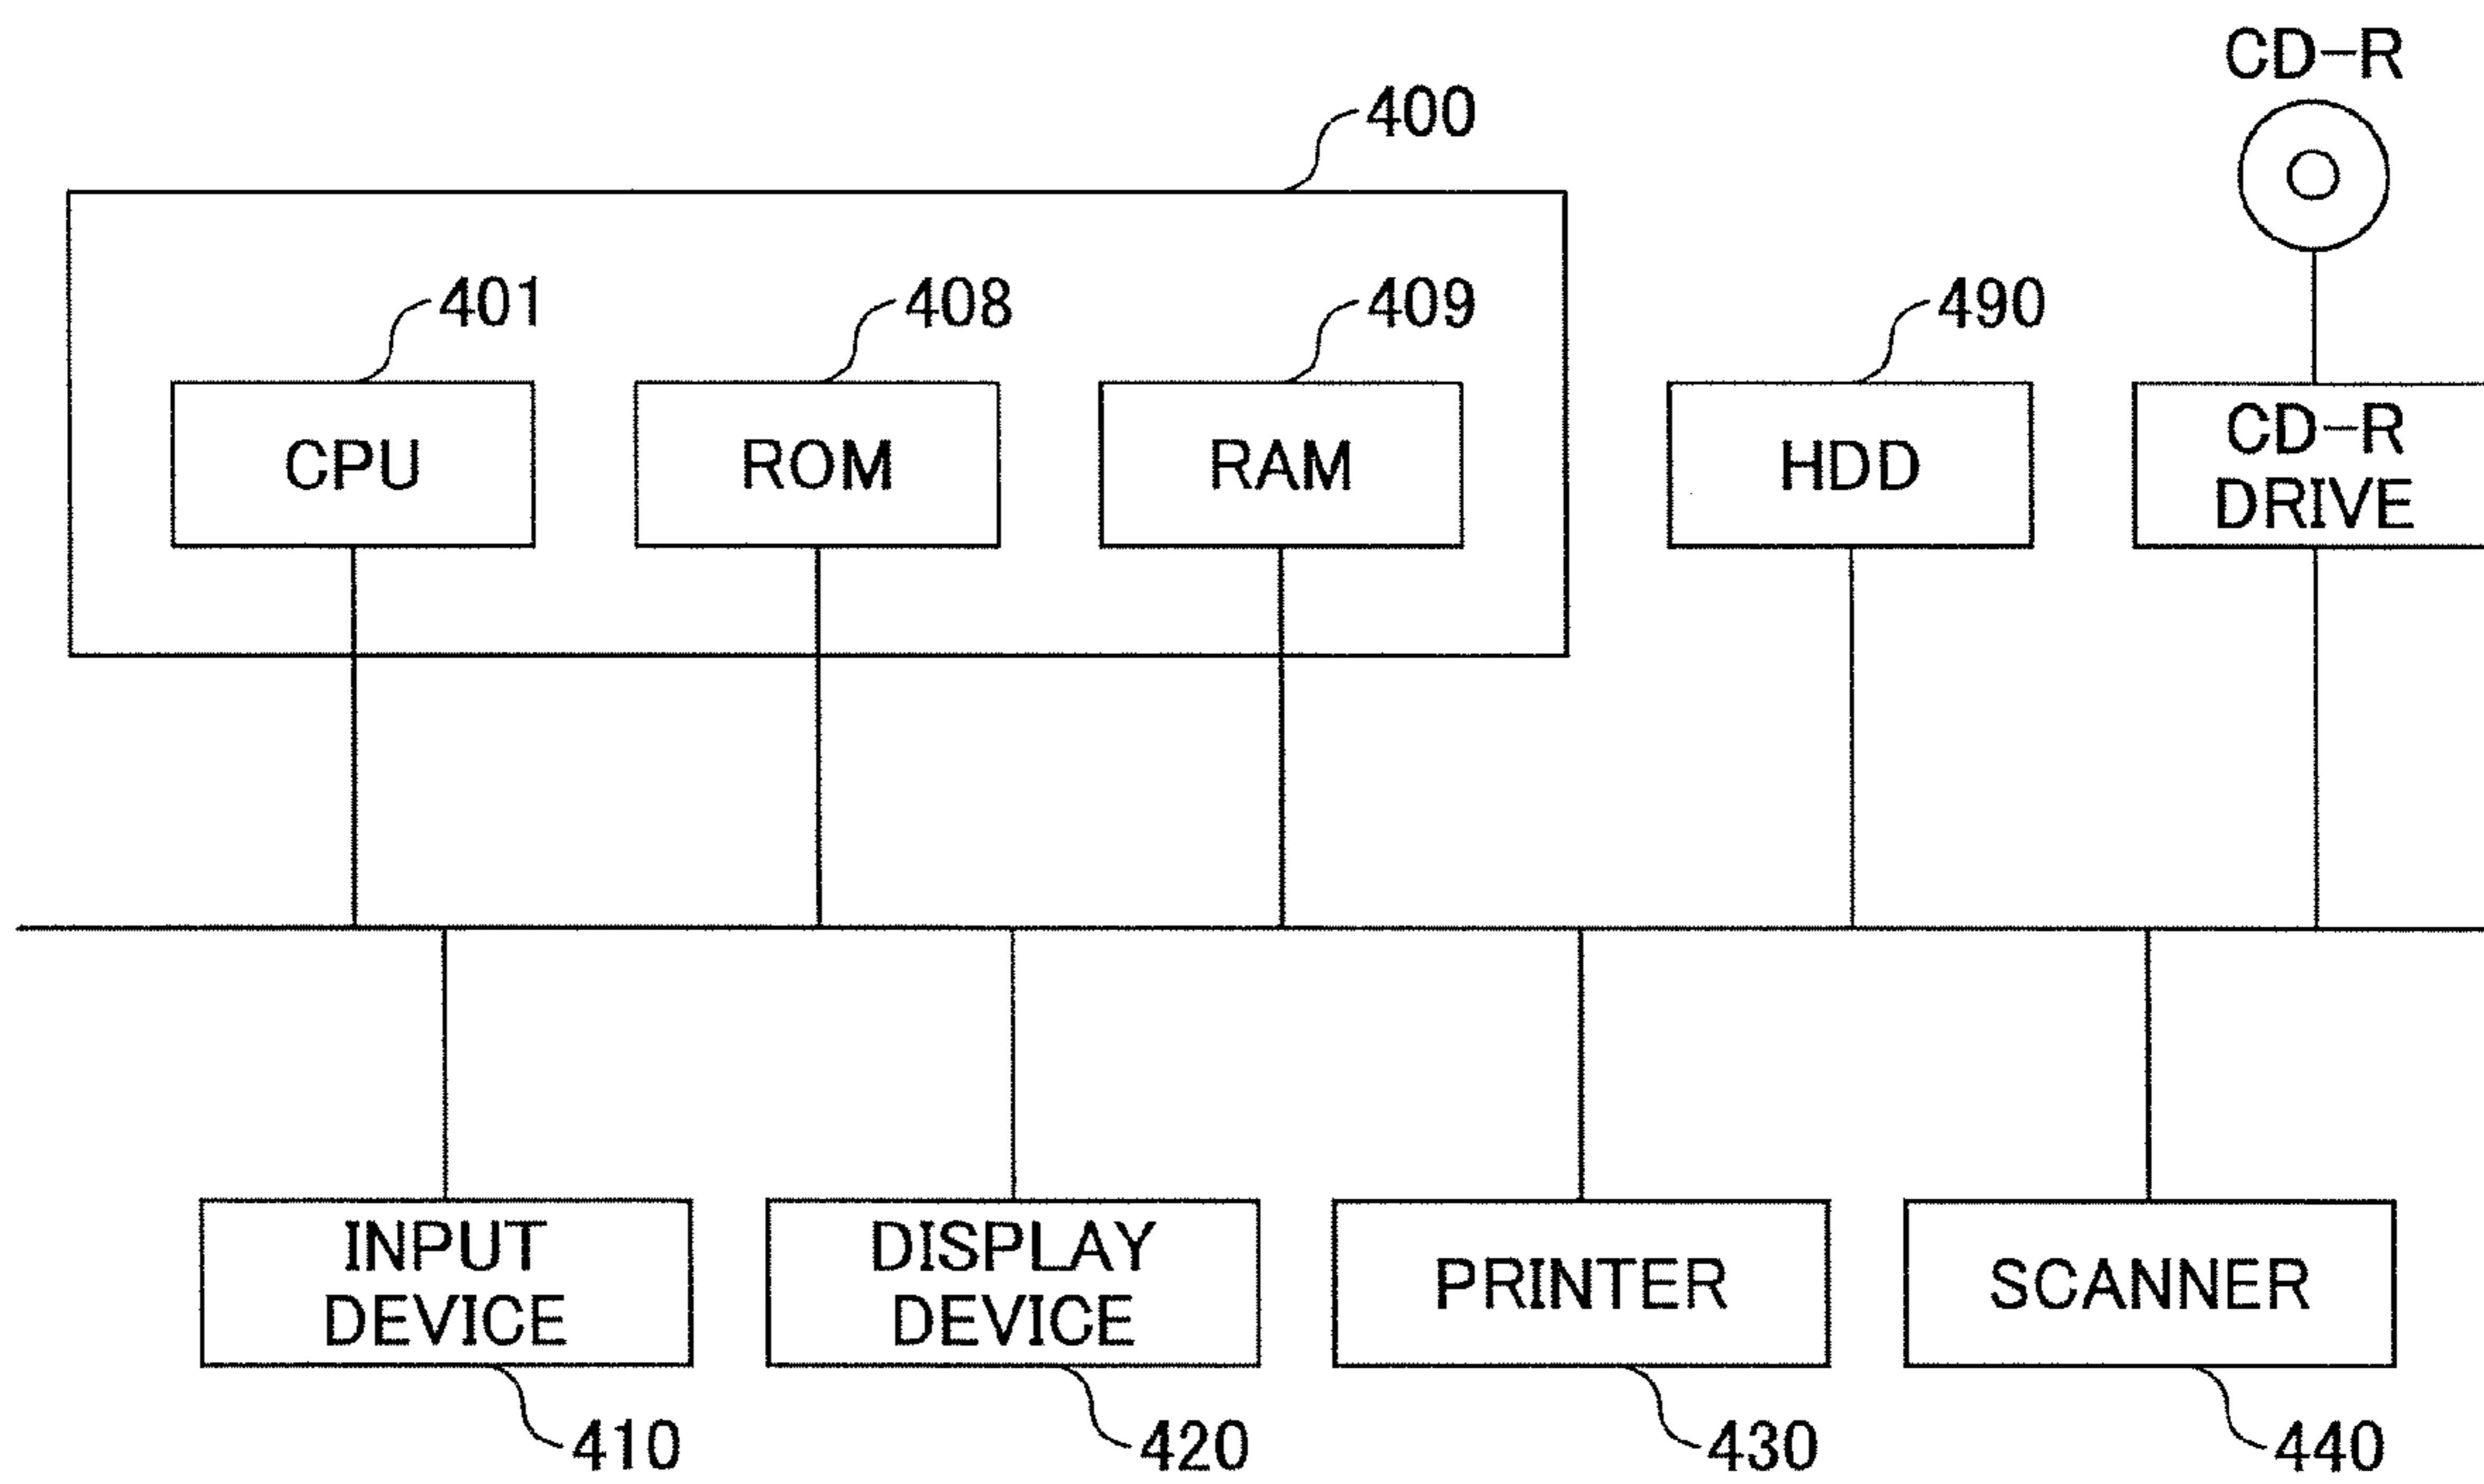 CD-R
400
401
408
409
490
CPU
ROM
RAM
HDD
CD-R
DRIVE
INPUT
DEVICE
DISPLAY
DEVICE
PRINTER
SCANNER
410
420
430
440